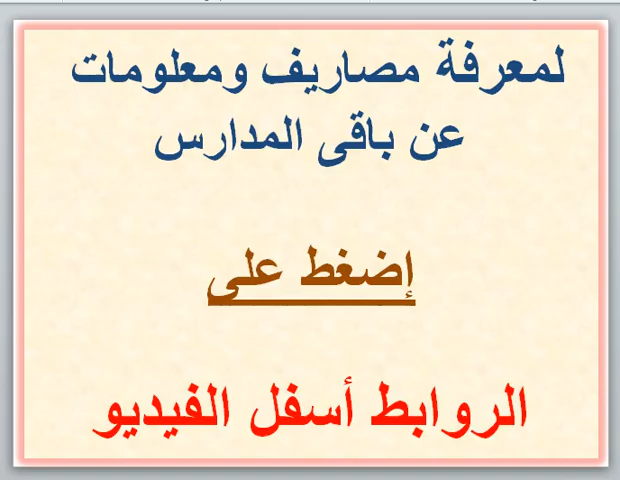 لمعرفة مصاريف ومعلومات
عن باقى المدارس
إضغط على
الروابط أسفل الفيديو